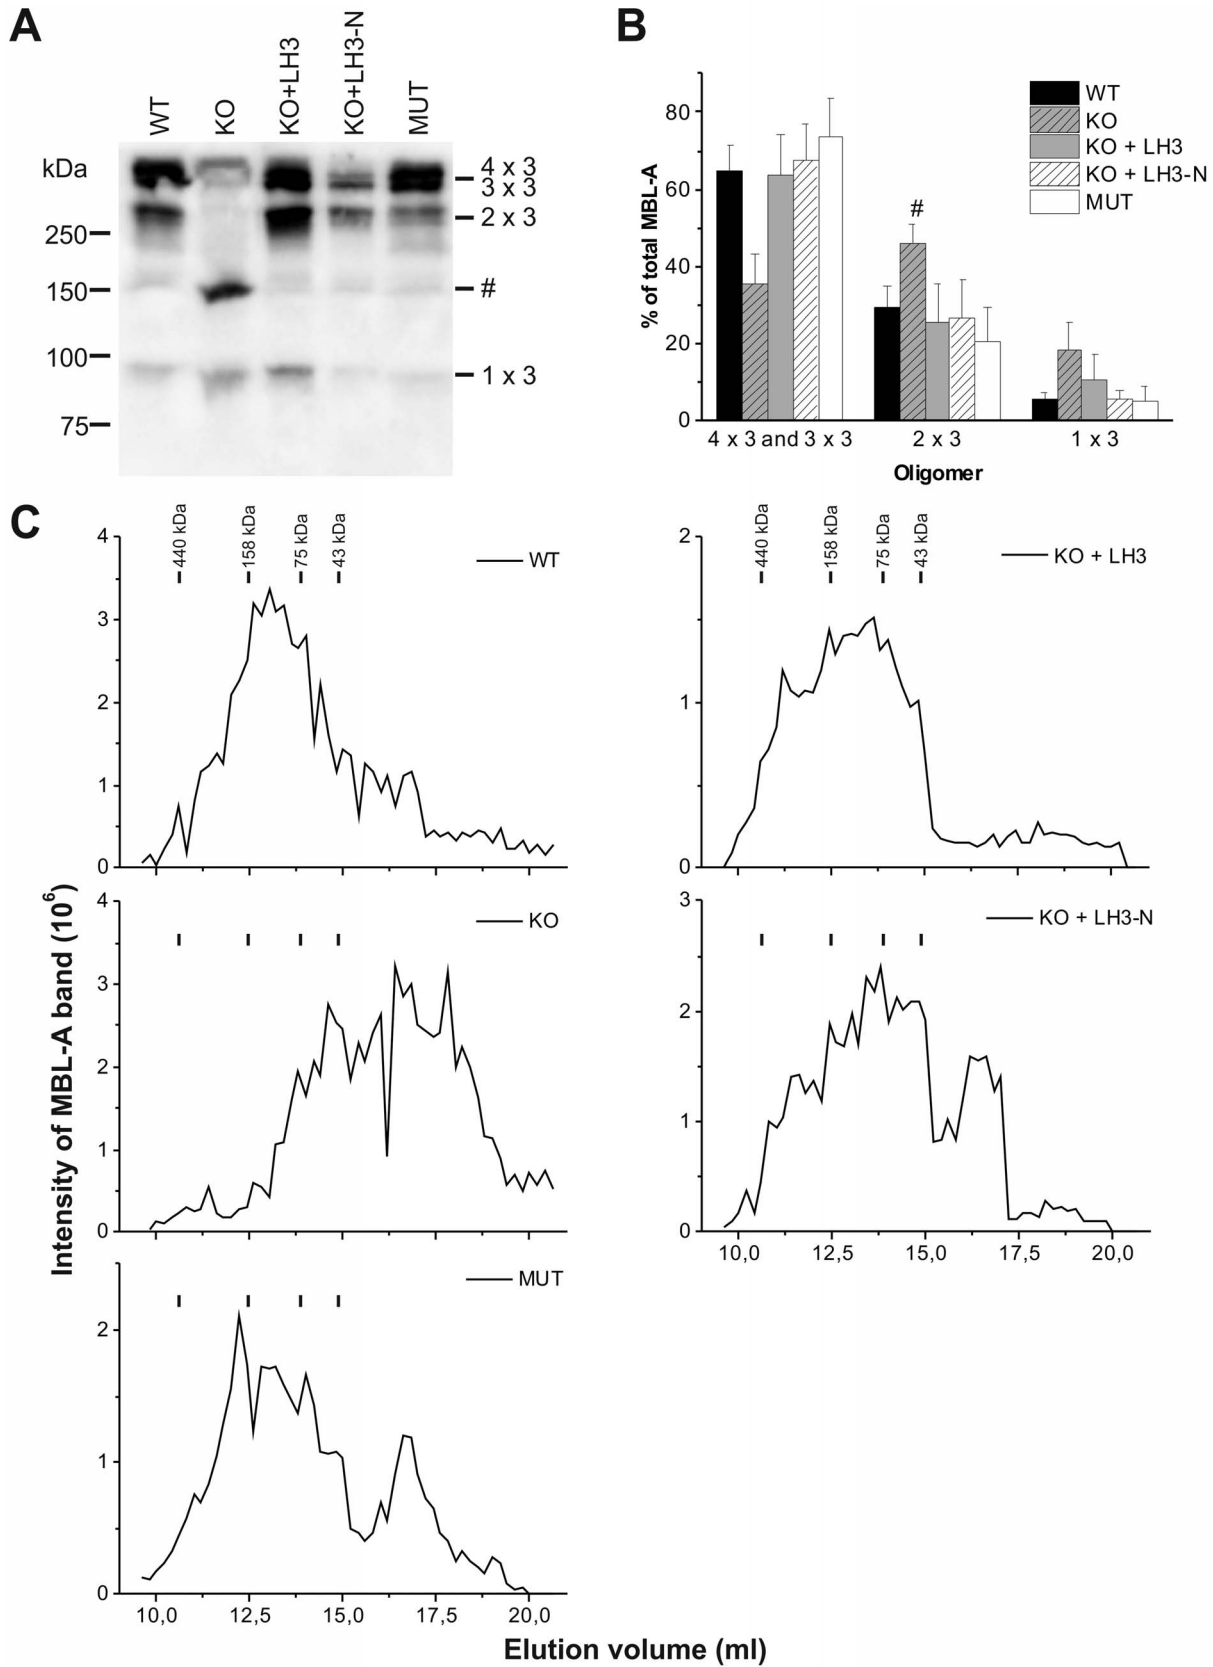 A
WT
KO
KO+LH3
KO+LH3-N
MUT
kDa
250
150
100
75
4 x 3
3 x 3
2 x 3
#
1 x 3
B
% of total MBL-A
80
60
40
20
0
#
WT
KO
KO + LH3
KO + LH3-N
MUT
4 x 3 and 3 x 3
2 x 3
1 x 3
Oligomer
C
Intensity of MBL-A band (10⁶)
440 kDa
158 kDa
75 kDa
43 kDa
WT
4
3
2
1
0
440 kDa
158 kDa
75 kDa
43 kDa
KO + LH3
2
1
0
KO
4
3
2
1
0
KO + LH3-N
3
2
1
0
10,0
12,5
15,0
17,5
20,0
MUT
2
1
0
10,0
12,5
15,0
17,5
20,0
Elution volume (ml)